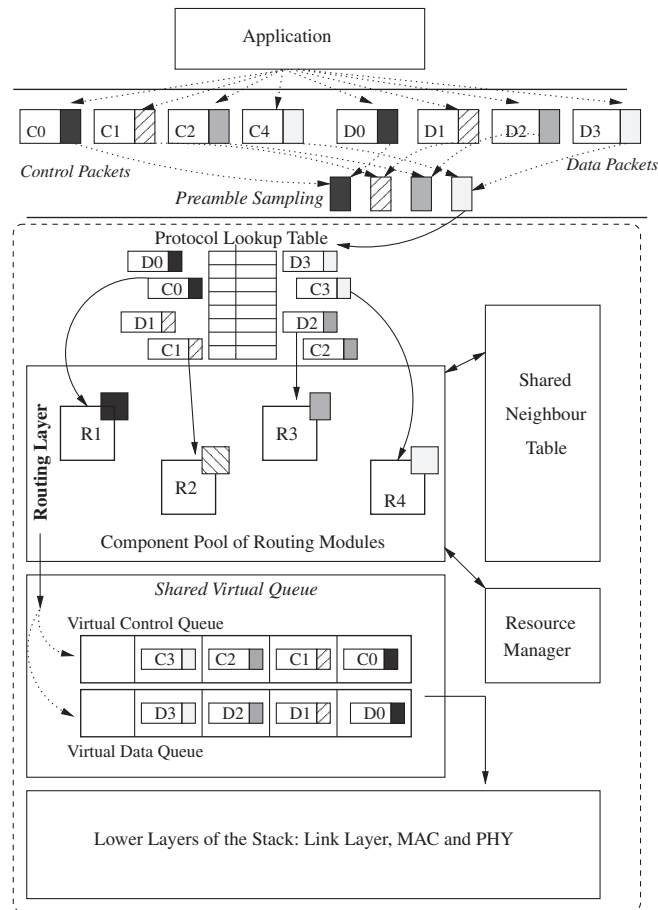 Application
C0 C1 C2 C4 D0 D1 D2 D3
Control Packets
Data Packets
Preamble Sampling
Protocol Lookup Table
D0 D3
C0 C3
D1 D2
C1 C2
Shared
Neighbour
Table
R1 R3
R2 R4
Routing Layer
Component Pool of Routing Modules
Shared Virtual Queue
Virtual Control Queue
C3 C2 C1 C0
D3 D2 D1 D0
Virtual Data Queue
Resource
Manager
Lower Layers of the Stack: Link Layer, MAC and PHY